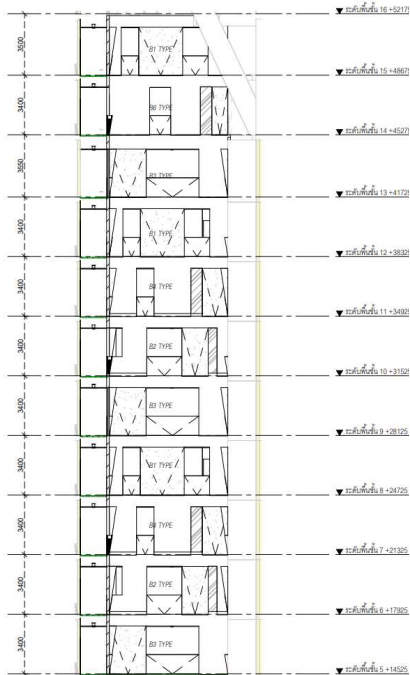 ระดับพื้นชั้น 16 +52175
3500
B1 TYPE
ระดับพื้นชั้น 15 +48675
3400
B6 TYPE
ระดับพื้นชั้น 14 +45275
3550
B3 TYPE
ระดับพื้นชั้น 13 +41725
3400
B1 TYPE
ระดับพื้นชั้น 12 +38325
3400
B4 TYPE
ระดับพื้นชั้น 11 +34925
3400
B2 TYPE
ระดับพื้นชั้น 10 +31525
3400
B3 TYPE
ระดับพื้นชั้น 9 +28125
3400
B1 TYPE
ระดับพื้นชั้น 8 +24725
3400
B4 TYPE
ระดับพื้นชั้น 7 +21325
3400
B2 TYPE
ระดับพื้นชั้น 6 +17925
3400
B3 TYPE
ระดับพื้นชั้น 5 +14525